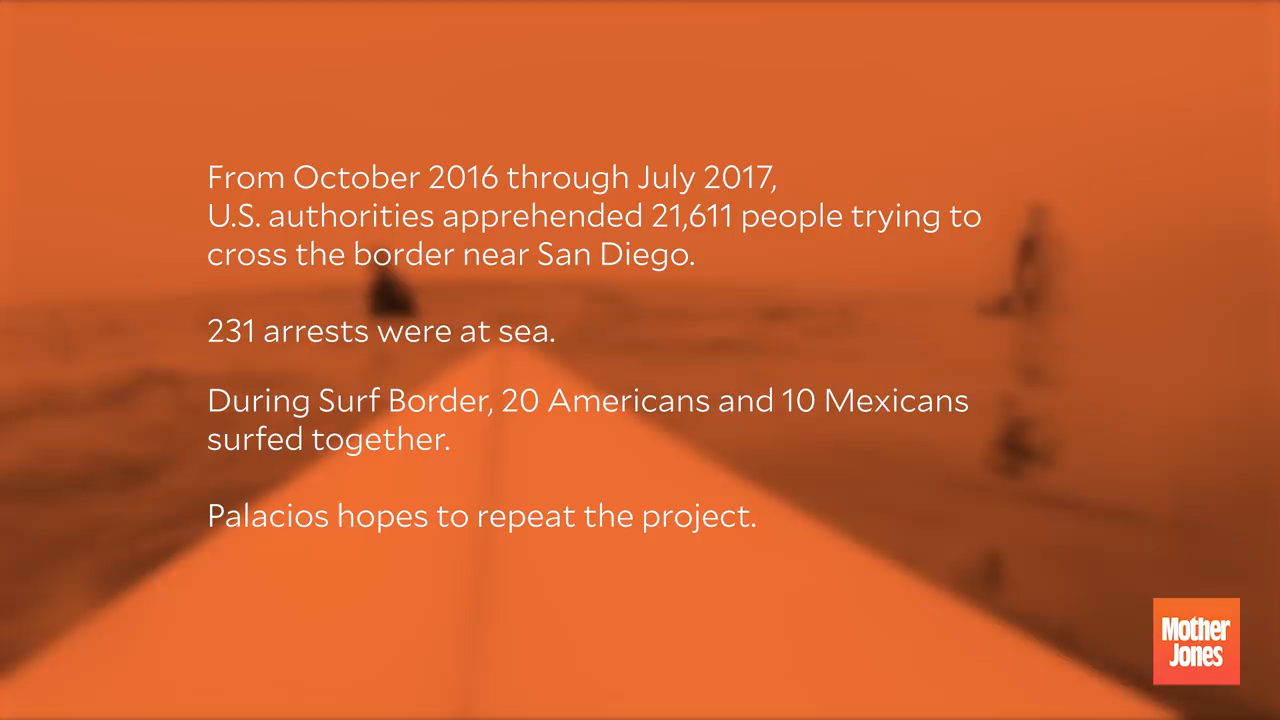 From October 2016 through July 2017,
U.S. authorities apprehended 21,611 people trying to
cross the border near San Diego.
231 arrests were at sea.
During Surf Border, 20 Americans and 10 Mexicans
surfed together.
Palacios hopes to repeat the project.
Mother
Jones